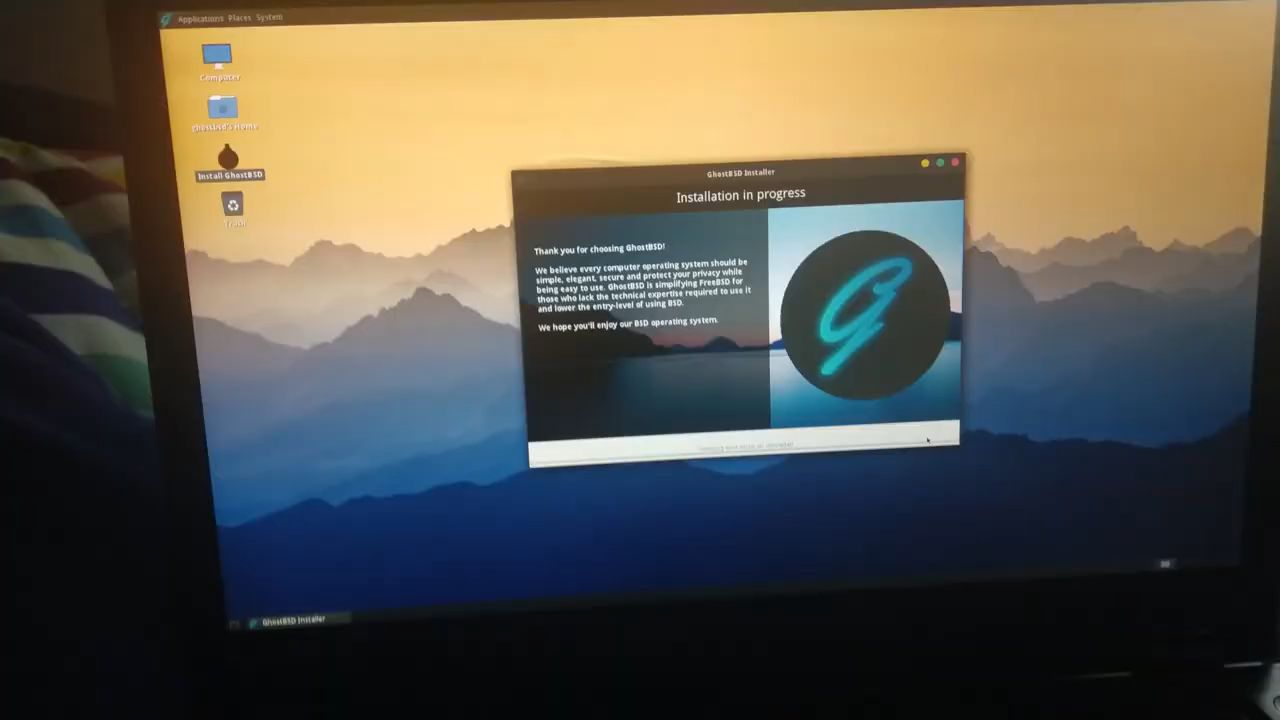 Applications Places System
Computer
ghostbsd's Home
Install GhostBSD
Trash
GhostBSD Installer
Installation in progress
Thank you for choosing GhostBSD!
We believe every computer operating system should be
simple, elegant, secure and protect your privacy while
being easy to use. GhostBSD is simplifying FreeBSD for
those who lack the technical expertise required to use it
and lower the entry-level of using BSD.
We hope you'll enjoy our BSD operating system.
GhostBSD Installer